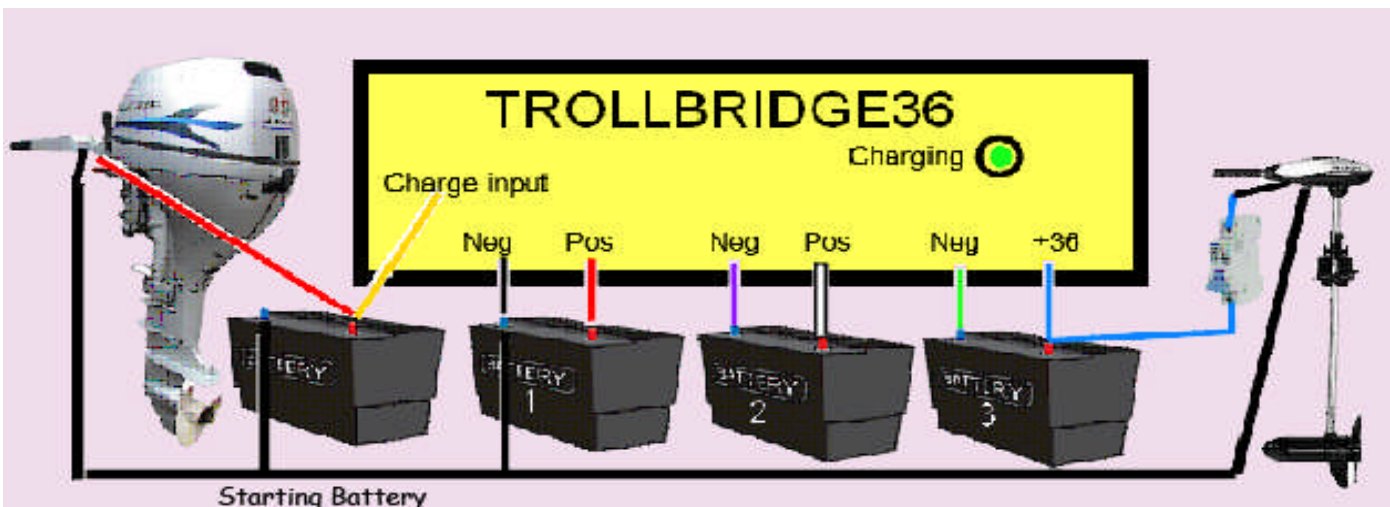 TROLLBRIDGE36
Charging
Charge input
Neg Pos Neg Pos Neg +36
BATTERY BATTERY BATTERY BATTERY
1 2 3
Starting Battery